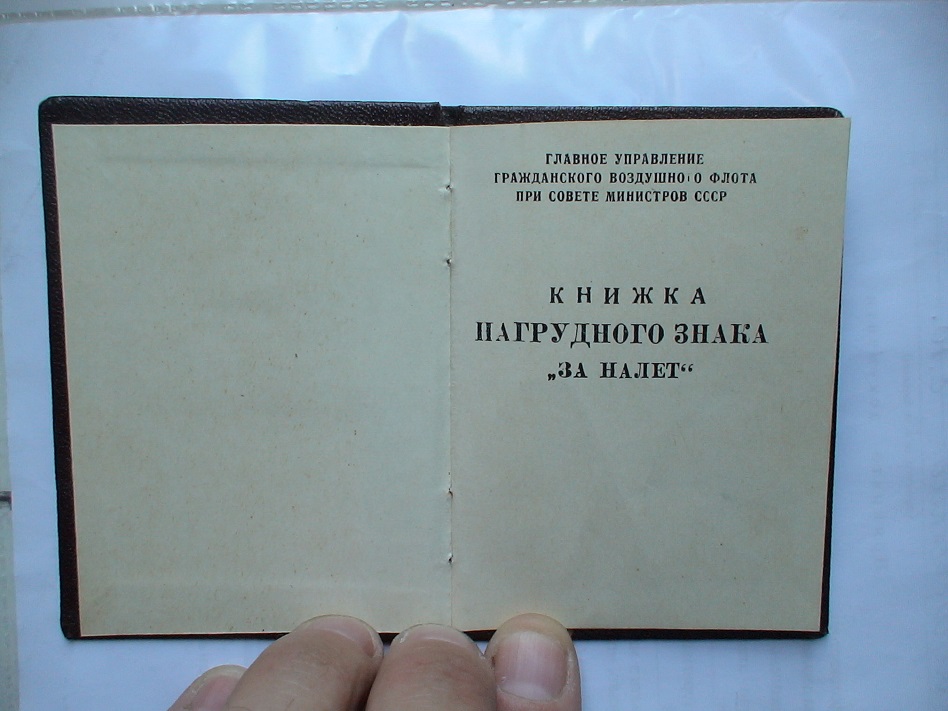 ГЛАВНОЕ УПРАВЛЕНИЕ
ГРАЖДАНСКОГО ВОЗДУШНОГО ФЛОТА
ПРИ СОВЕТЕ МИНИСТРОВ СССР
КНИЖКА
НАГРУДНОГО ЗНАКА
„ЗА НАЛЕТ“